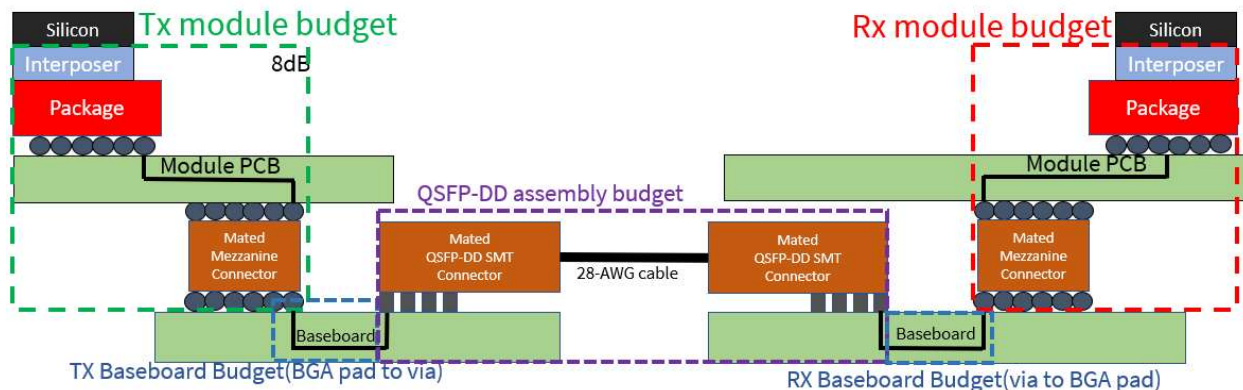 Silicon
Tx module budget
Rx module budget
Silicon
Interposer
8dB
Interposer
Package
Package
Module PCB
Module PCB
QSFP-DD assembly budget
Mated
Mezzanine
Connector
Mated
QSFP-DD SMT
Connector
28-AWG cable
Mated
QSFP-DD SMT
Connector
Mated
Mezzanine
Connector
Baseboard
Baseboard
TX Baseboard Budget(BGA pad to via)
RX Baseboard Budget(via to BGA pad)